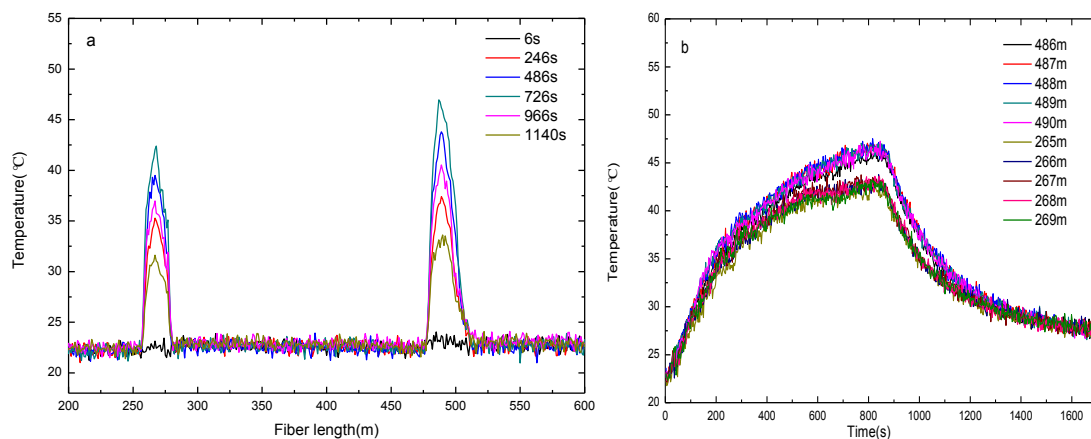 a
6s
246s
486s
726s
966s
1140s
55
50
45
40
35
30
25
20
Temperature( ℃)
200 250 300 350 400 450 500 550 600
Fiber length(m)
b
486m
487m
488m
489m
490m
265m
266m
267m
268m
269m
60
55
50
45
40
35
30
25
20
Temperature(℃)
0 200 400 600 800 1000 1200 1400 1600
Time(s)